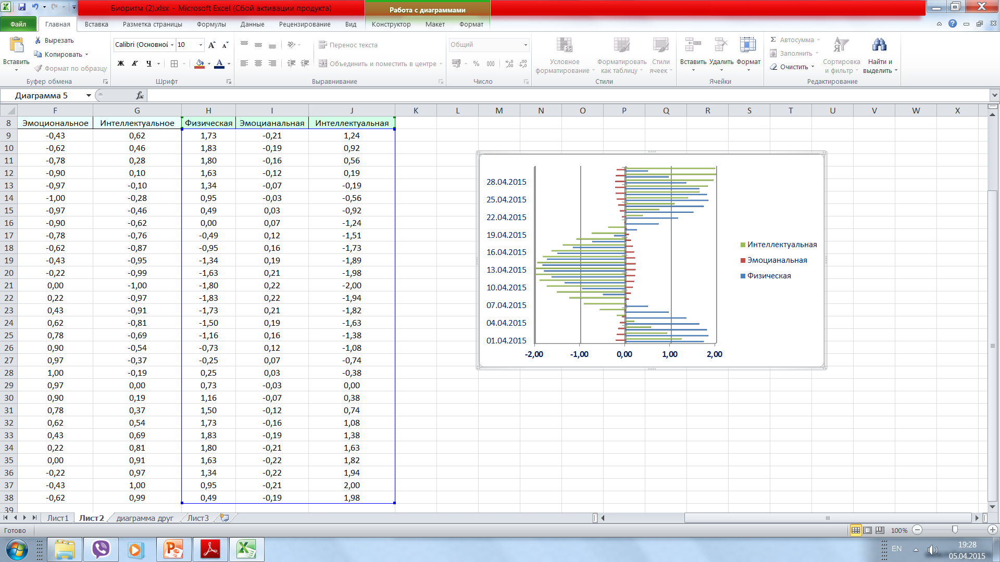 Биоритм (2).xlsx - Microsoft Excel (Сбой активации продукта)
Работа с диаграммами
Файл Главная Вставка Разметка страницы Формулы Данные Рецензирование Вид Конструктор Макет Формат
Вставить
Вырезать
Копировать
Формат по образцу
Буфер обмена
Calibri (Основной 10
Ж К Ч
Шрифт
Перенос текста
Объединить и поместить в центре
Выравнивание
Общий
% 000
Число
Условное форматирование
Форматировать как таблицу
Стили ячеек
Стили
Вставить Удалить Формат
Ячейки
Σ Автосумма
Заполнить
Очистить
Сортировка и фильтр
Найти и выделить
Редактирование
Диаграмма 5 fx
F G H I J K L M N O P Q R S T U V W X
8 Эмоциональное Интеллектуальное Физическая Эмоцианальная Интеллектуальная
9 -0,43 0,62 1,73 -0,21 1,24
10 -0,62 0,46 1,83 -0,19 0,92
11 -0,78 0,28 1,80 -0,16 0,56
12 -0,90 0,10 1,63 -0,12 0,19
13 -0,97 -0,10 1,34 -0,07 -0,19
14 -1,00 -0,28 0,95 -0,03 -0,56
15 -0,97 -0,46 0,49 0,03 -0,92
16 -0,90 -0,62 0,00 0,07 -1,24
17 -0,78 -0,76 -0,49 0,12 -1,51
18 -0,62 -0,87 -0,95 0,16 -1,73
19 -0,43 -0,95 -1,34 0,19 -1,89
20 -0,22 -0,99 -1,63 0,21 -1,98
21 0,00 -1,00 -1,80 0,22 -2,00
22 0,22 -0,97 -1,83 0,22 -1,94
23 0,43 -0,91 -1,73 0,21 -1,82
24 0,62 -0,81 -1,50 0,19 -1,63
25 0,78 -0,69 -1,16 0,16 -1,38
26 0,90 -0,54 -0,73 0,12 -1,08
27 0,97 -0,37 -0,25 0,07 -0,74
28 1,00 -0,19 0,25 0,03 -0,38
29 0,97 0,00 0,73 -0,03 0,00
30 0,90 0,19 1,16 -0,07 0,38
31 0,78 0,37 1,50 -0,12 0,74
32 0,62 0,54 1,73 -0,16 1,08
33 0,43 0,69 1,83 -0,19 1,38
34 0,22 0,81 1,80 -0,21 1,63
35 0,00 0,91 1,63 -0,22 1,82
36 -0,22 0,97 1,34 -0,22 1,94
37 -0,43 1,00 0,95 -0,21 2,00
38 -0,62 0,99 0,49 -0,19 1,98
39
28.04.2015
25.04.2015
22.04.2015
19.04.2015
16.04.2015
13.04.2015
10.04.2015
07.04.2015
04.04.2015
01.04.2015
-2,00 -1,00 0,00 1,00 2,00
Интеллектуальная
Эмоцианальная
Физическая
Лист1 Лист2 диаграмма друг Лист3
Готово 100%
EN 19:28
05.04.2015